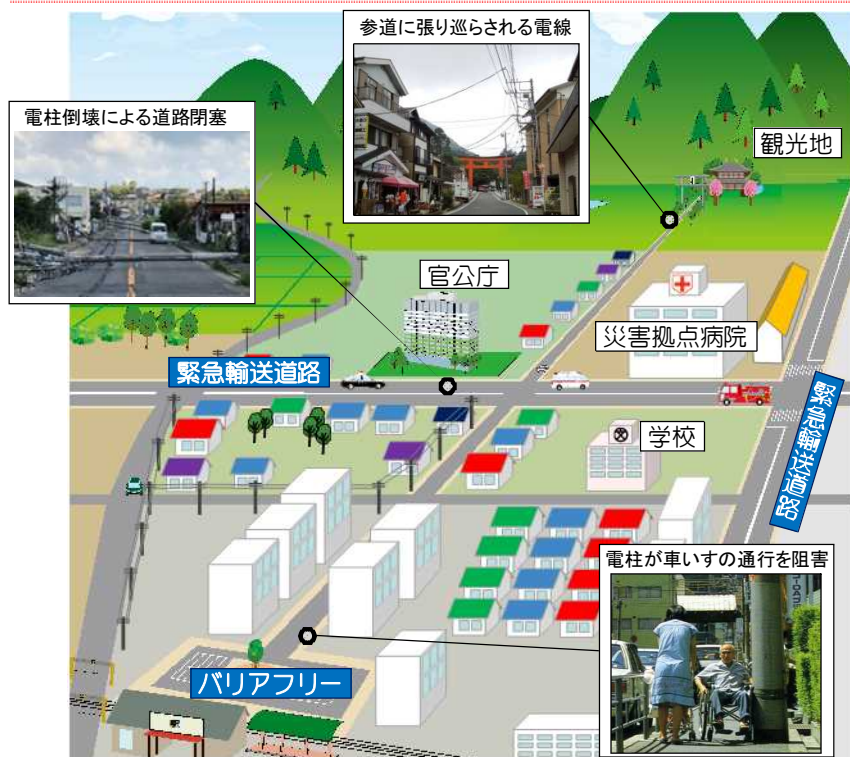 参道に張り巡らされる電線
電柱倒壊による道路閉塞
観光地
官公庁
災害拠点病院
緊急輸送道路
緊急輸送道路
学校
電柱が車いすの通行を阻害
バリアフリー
駅